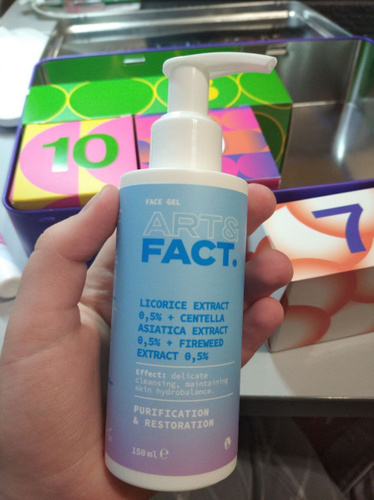 10
7
FACE GEL
ART&
FACT.
LICORICE EXTRACT
0,5% + CENTELLA
ASIATICA EXTRACT
0,5% + FIREWEED
EXTRACT 0,5%
Effect: delicate
cleansing, maintaining
skin hydrobalance.
PURIFICATION
& RESTORATION
150 ml ℮